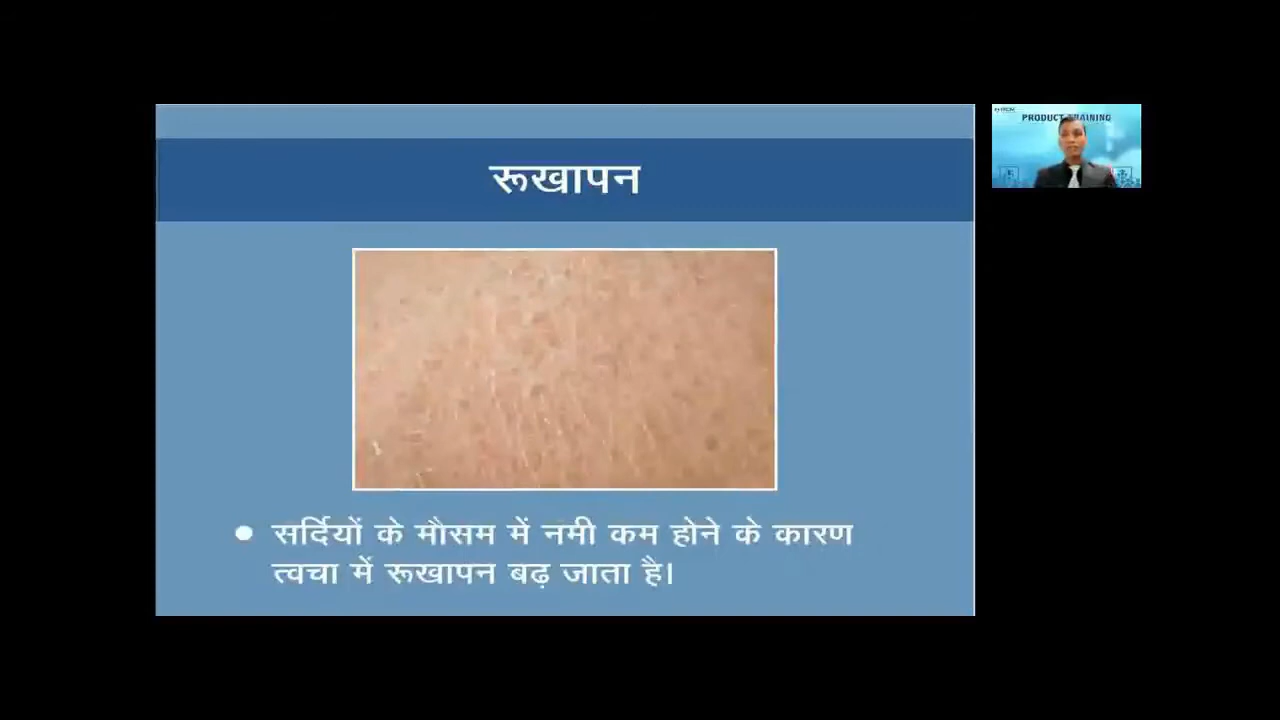 रूखापन
सर्दियों के मौसम में नमी कम होने के कारण
त्वचा में रूखापन बढ़ जाता है।
PRODUCT TRAINING